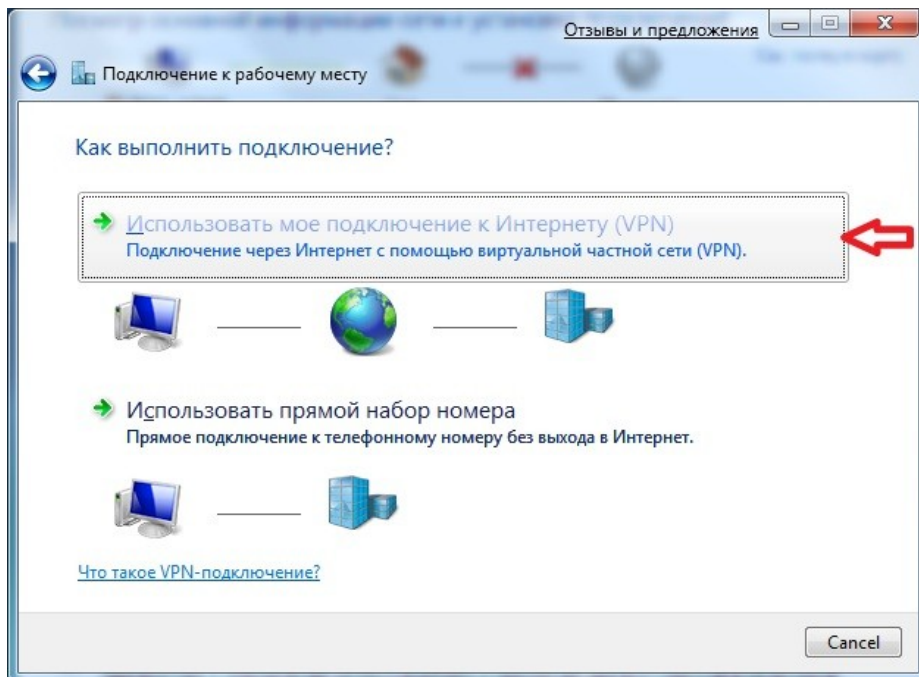 Отзывы и предложения
Подключение к рабочему месту
Как выполнить подключение?
Использовать мое подключение к Интернету (VPN)
Подключение через Интернет с помощью виртуальной частной сети (VPN).
Использовать прямой набор номера
Прямое подключение к телефонному номеру без выхода в Интернет.
Что такое VPN-подключение?
Cancel